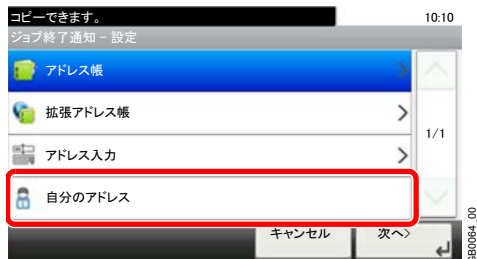 コピーできます。
10:10
ジョブ終了通知 - 設定
アドレス帳
拡張アドレス帳
1/1
アドレス入力
自分のアドレス
キャンセル
次へ>